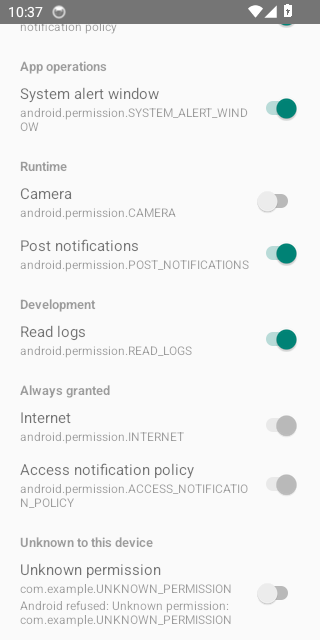 10:37
notification policy
App operations
System alert window
android.permission.SYSTEM_ALERT_WIND
OW
Runtime
Camera
android.permission.CAMERA
Post notifications
android.permission.POST_NOTIFICATIONS
Development
Read logs
android.permission.READ_LOGS
Always granted
Internet
android.permission.INTERNET
Access notification policy
android.permission.ACCESS_NOTIFICATIO
N_POLICY
Unknown to this device
Unknown permission
com.example.UNKNOWN_PERMISSION
Android refused: Unknown permission:
com.example.UNKNOWN_PERMISSION